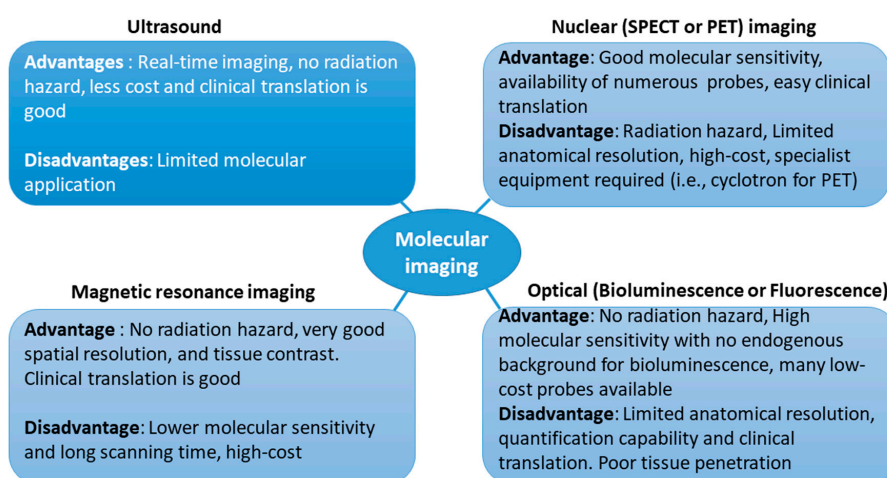 Ultrasound
Advantages : Real-time imaging, no radiation
hazard, less cost and clinical translation is
good
Disadvantages: Limited molecular
application
Nuclear (SPECT or PET) imaging
Advantage: Good molecular sensitivity,
availability of numerous probes, easy clinical
translation
Disadvantage: Radiation hazard, Limited
anatomical resolution, high-cost, specialist
equipment required (i.e., cyclotron for PET)
Molecular
imaging
Magnetic resonance imaging
Advantage : No radiation hazard, very good
spatial resolution, and tissue contrast.
Clinical translation is good
Disadvantage: Lower molecular sensitivity
and long scanning time, high-cost
Optical (Bioluminescence or Fluorescence)
Advantage: No radiation hazard, High
molecular sensitivity with no endogenous
background for bioluminescence, many low-
cost probes available
Disadvantage: Limited anatomical resolution,
quantification capability and clinical
translation. Poor tissue penetration